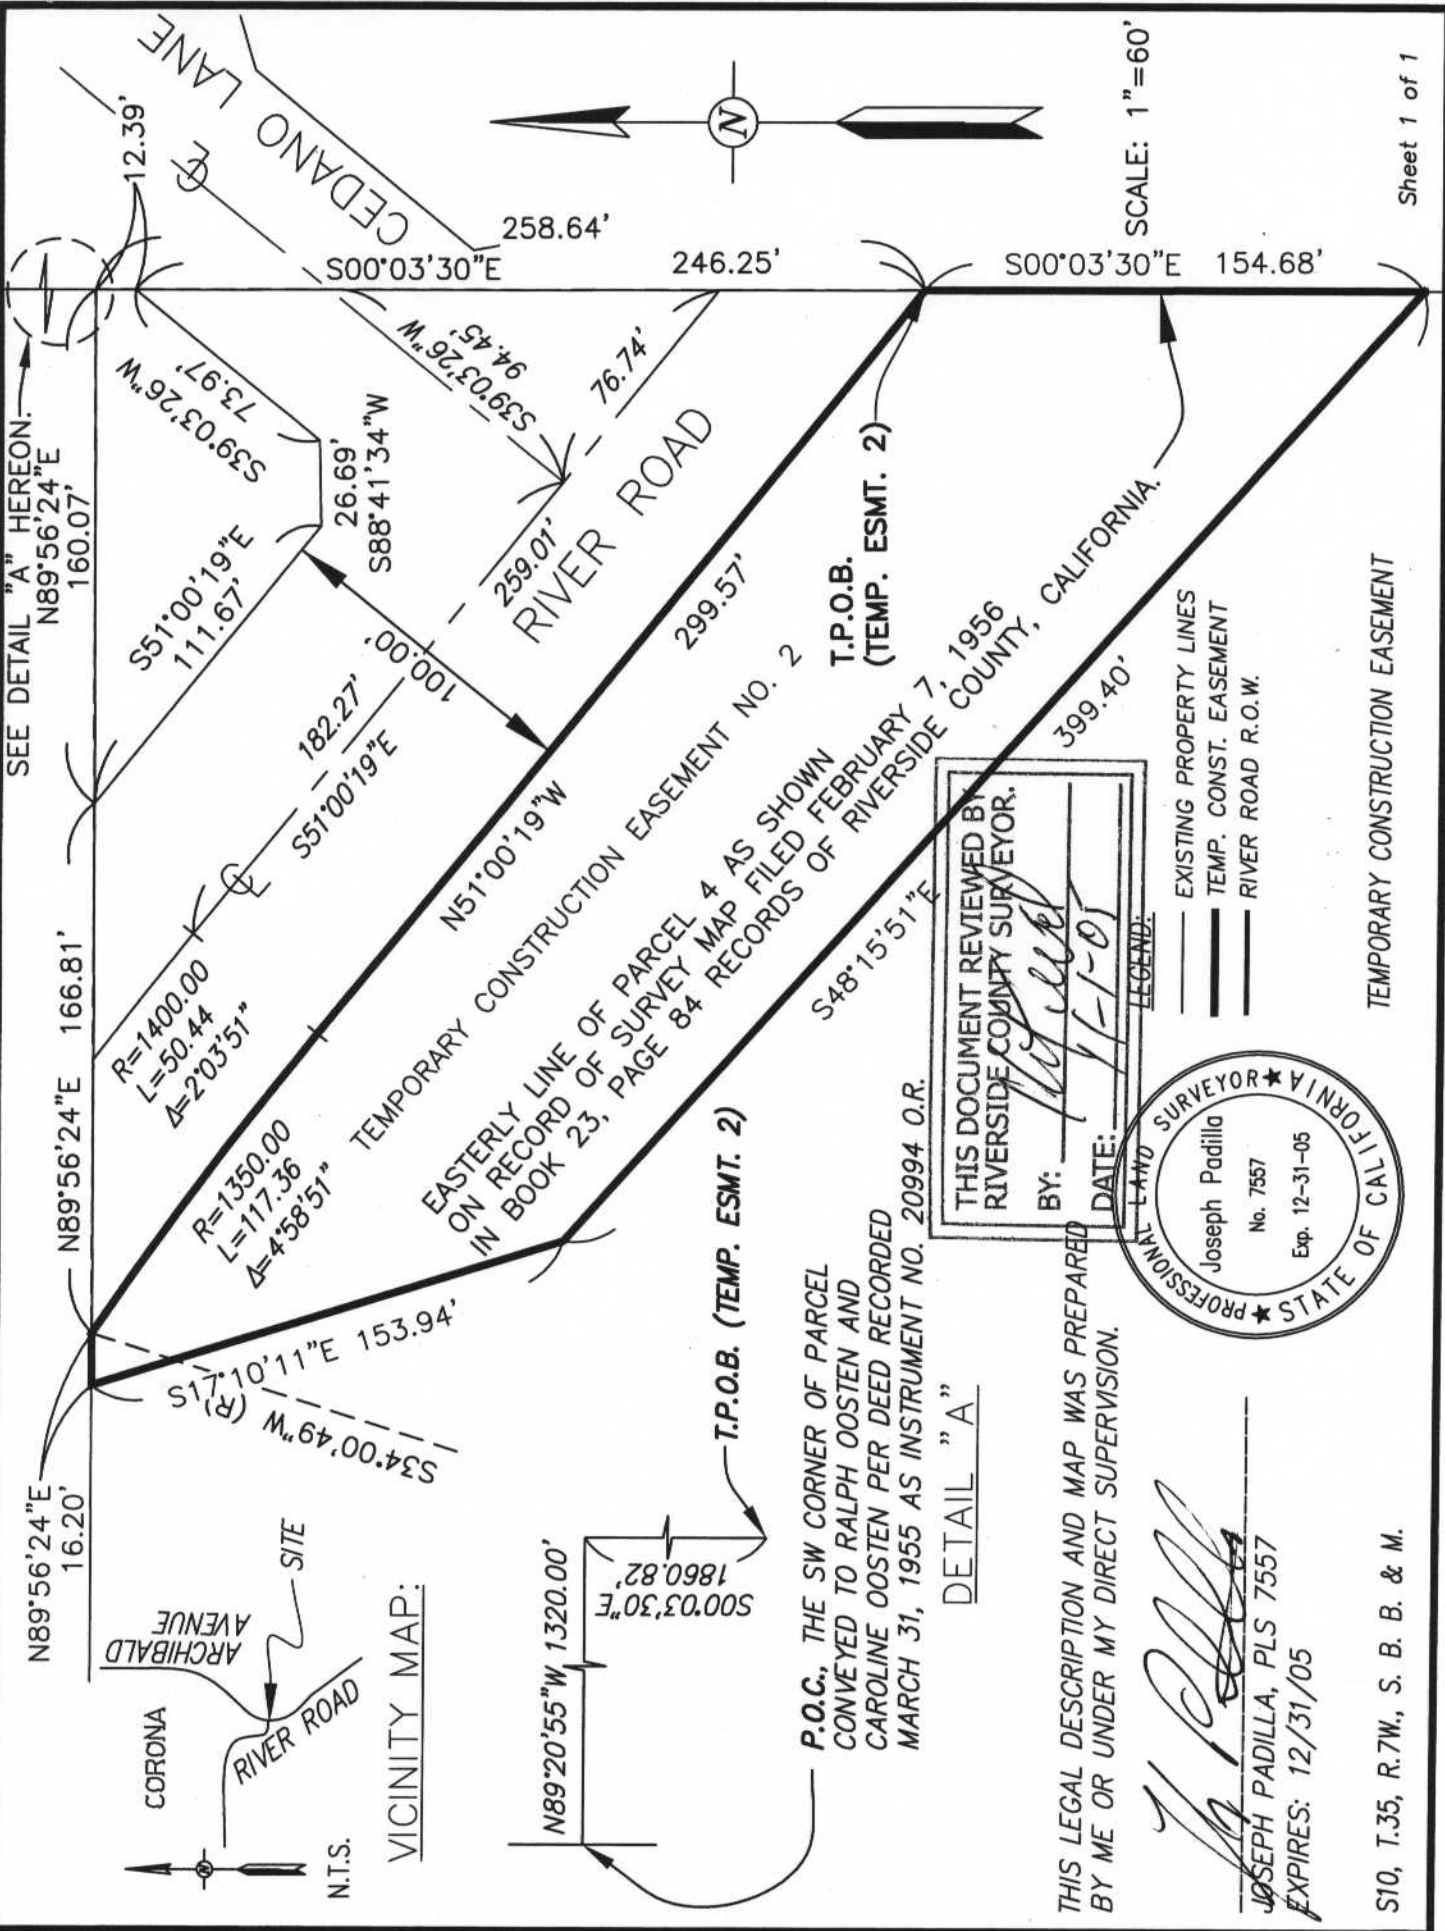 SEE DETAIL "A" HEREON.
N89°56'24"E
160.07'
12.39'
CEDANO LANE
N89°56'24"E
16.20'
N89°56'24"E 166.81'
S51°00'19"E
111.67'
S39°03'26"W
73.97'
26.69'
S88°41'34"W
S00°03'30"E
258.64'
246.25'
S39°03'26"W
94.45'
76.74'
259.01'
RIVER ROAD
100.00'
182.27'
S51°00'19"E
R=1400.00
L=50.44
Δ=2°03'51"
R=1350.00
L=117.36
Δ=4°58'51"
N51°00'19"W
299.57'
TEMPORARY CONSTRUCTION EASEMENT NO. 2
EASTERLY LINE OF PARCEL 4 AS SHOWN
ON RECORD OF SURVEY MAP FILED FEBRUARY 7, 1956
IN BOOK 23, PAGE 84 RECORDS OF RIVERSIDE COUNTY, CALIFORNIA.
T.P.O.B.
(TEMP. ESMT. 2)
S00°03'30"E 154.68'
N
SCALE: 1"=60'
S17°10'11"E 153.94'
S34°00'49"W (R)
S48°15'51"E
399.40'
CORONA
ARCHIBALD
AVENUE
SITE
RIVER ROAD
N
N.T.S.
VICINITY MAP:
N89°20'55"W 1320.00'
S00°03'30"E
1860.82'
T.P.O.B. (TEMP. ESMT. 2)
P.O.C., THE SW CORNER OF PARCEL
CONVEYED TO RALPH OOSTEN AND
CAROLINE OOSTEN PER DEED RECORDED
MARCH 31, 1955 AS INSTRUMENT NO. 20994 O.R.
DETAIL "A"
THIS DOCUMENT REVIEWED BY
RIVERSIDE COUNTY SURVEYOR.
BY:
DATE:
LEGEND:
EXISTING PROPERTY LINES
TEMP. CONST. EASEMENT
RIVER ROAD R.O.W.
THIS LEGAL DESCRIPTION AND MAP WAS PREPARED
BY ME OR UNDER MY DIRECT SUPERVISION.
PROFESSIONAL LAND SURVEYOR
Joseph Padilla
No. 7557
Exp. 12-31-05
STATE OF CALIFORNIA
JOSEPH PADILLA, PLS 7557
EXPIRES: 12/31/05
S10, T.35, R.7W., S. B. B. & M.
TEMPORARY CONSTRUCTION EASEMENT
Sheet 1 of 1